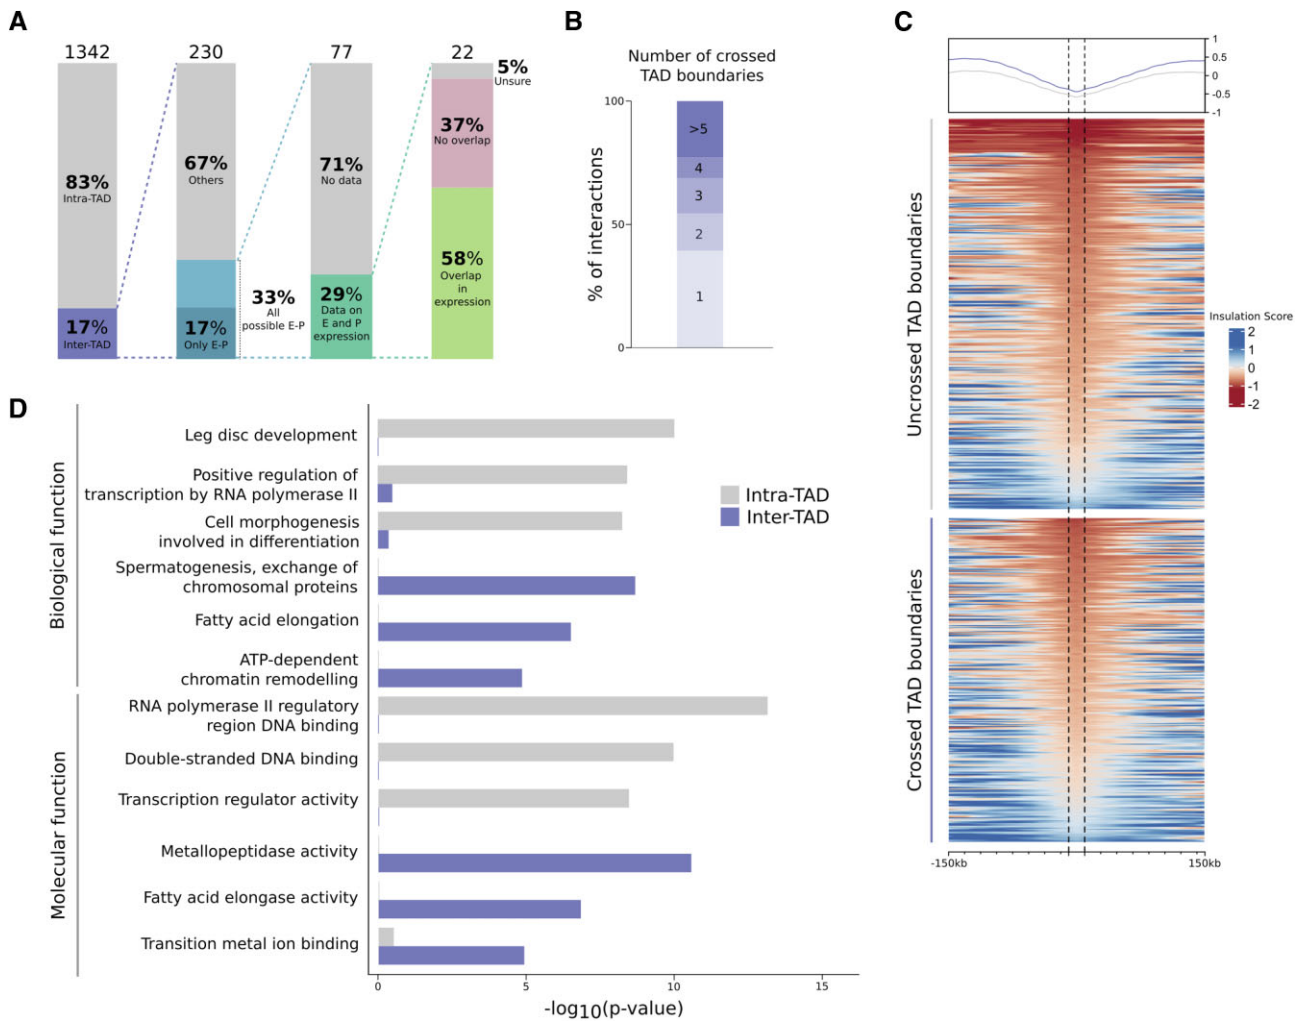 A
1342
230
77
22
83%
Intra-TAD
17%
Inter-TAD
67%
Others
17%
Only E-P
33%
All
possible E-P
71%
No data
29%
Data on
E and P
expression
5%
Unsure
37%
No overlap
58%
Overlap
in
expression
B
Number of crossed
TAD boundaries
% of interactions
100
50
0
>5
4
3
2
1
C
1
0.5
0
-0.5
-1
Uncrossed TAD boundaries
Crossed TAD boundaries
Insulation Score
2
1
0
-1
-2
-150kb
150kb
D
Biological function
Leg disc development
Positive regulation of
transcription by RNA polymerase II
Cell morphogenesis
involved in differentiation
Spermatogenesis, exchange of
chromosomal proteins
Fatty acid elongation
ATP-dependent
chromatin remodelling
Molecular function
RNA polymerase II regulatory
region DNA binding
Double-stranded DNA binding
Transcription regulator activity
Metallopeptidase activity
Fatty acid elongase activity
Transition metal ion binding
Intra-TAD
Inter-TAD
0
5
10
15
-log10(p-value)